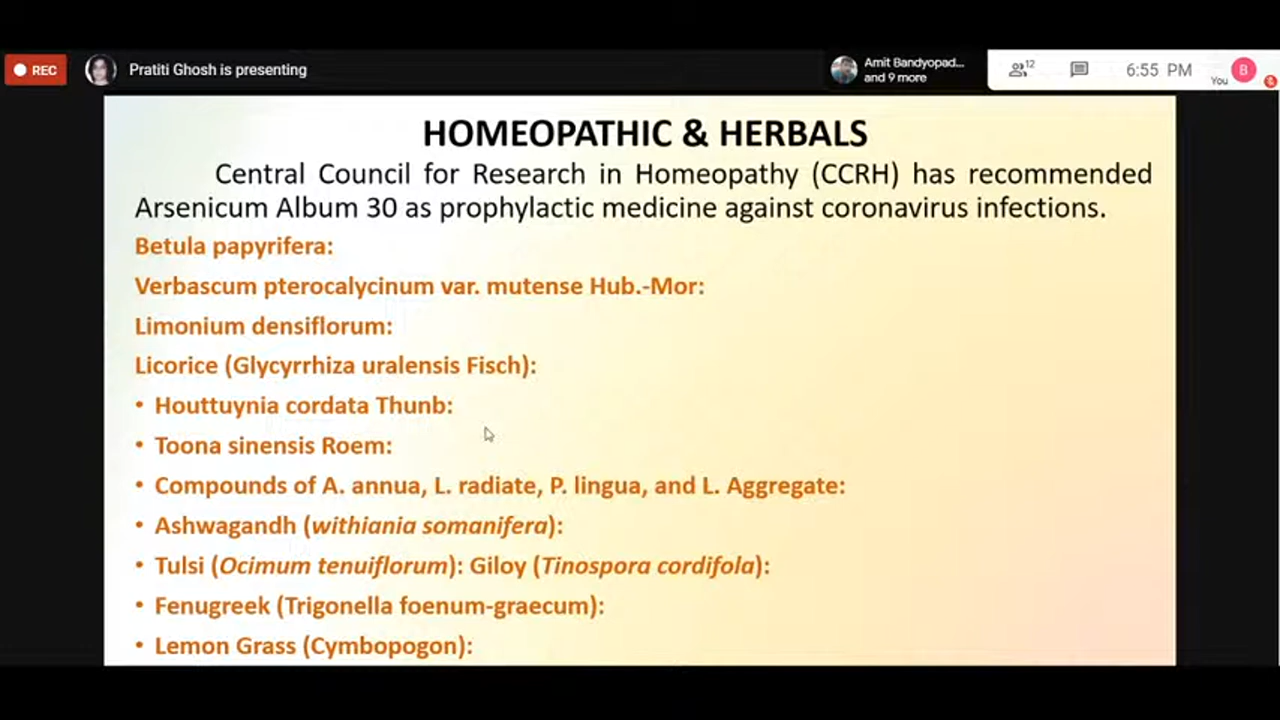 REC
Pratiti Ghosh is presenting
Amit Bandyopad...
and 9 more
12
6:55 PM
You
B
HOMEOPATHIC & HERBALS
Central Council for Research in Homeopathy (CCRH) has recommended
Arsenicum Album 30 as prophylactic medicine against coronavirus infections.
Betula papyrifera:
Verbascum pterocalycinum var. mutense Hub.-Mor:
Limonium densiflorum:
Licorice (Glycyrrhiza uralensis Fisch):
• Houttuynia cordata Thunb:
• Toona sinensis Roem:
• Compounds of A. annua, L. radiate, P. lingua, and L. Aggregate:
• Ashwagandh (withiania somanifera):
• Tulsi (Ocimum tenuiflorum): Giloy (Tinospora cordifola):
• Fenugreek (Trigonella foenum-graecum):
• Lemon Grass (Cymbopogon):